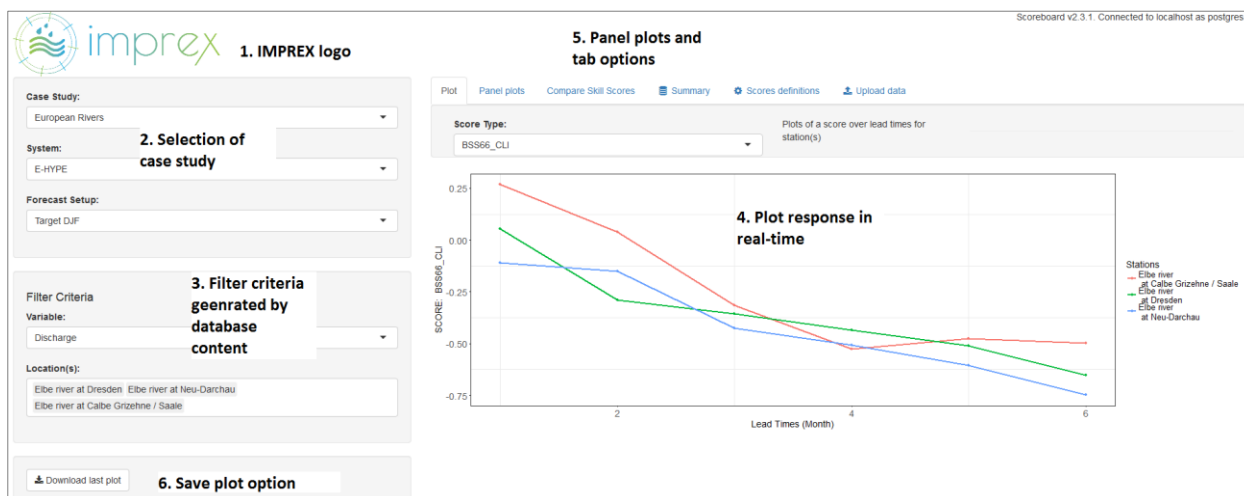 Scoreboard v2.3.1. Connected to localhost as postgres
imprex
1. IMPREX logo
5. Panel plots and
tab options
Case Study:
European Rivers
2. Selection of
case study
System:
E-HYPE
Forecast Setup:
Target DJF
Filter Criteria
3. Filter criteria
geenrated by
database
content
Variable:
Discharge
Location(s):
Elbe river at Dresden Elbe river at Neu-Darchau
Elbe river at Calbe Grizehne / Saale
Download last plot
6. Save plot option
Plot Panel plots Compare Skill Scores Summary Scores definitions Upload data
Score Type:
BSS66_CLI
Plots of a score over lead times for
station(s)
4. Plot response in
real-time
SCORE: BSS66_CLI
0.25
0.00
-0.25
-0.50
-0.75
2 4 6
Lead Times (Month)
Stations
Elbe river
at Calbe Grizehne / Saale
Elbe river
at Dresden
Elbe river
at Neu-Darchau